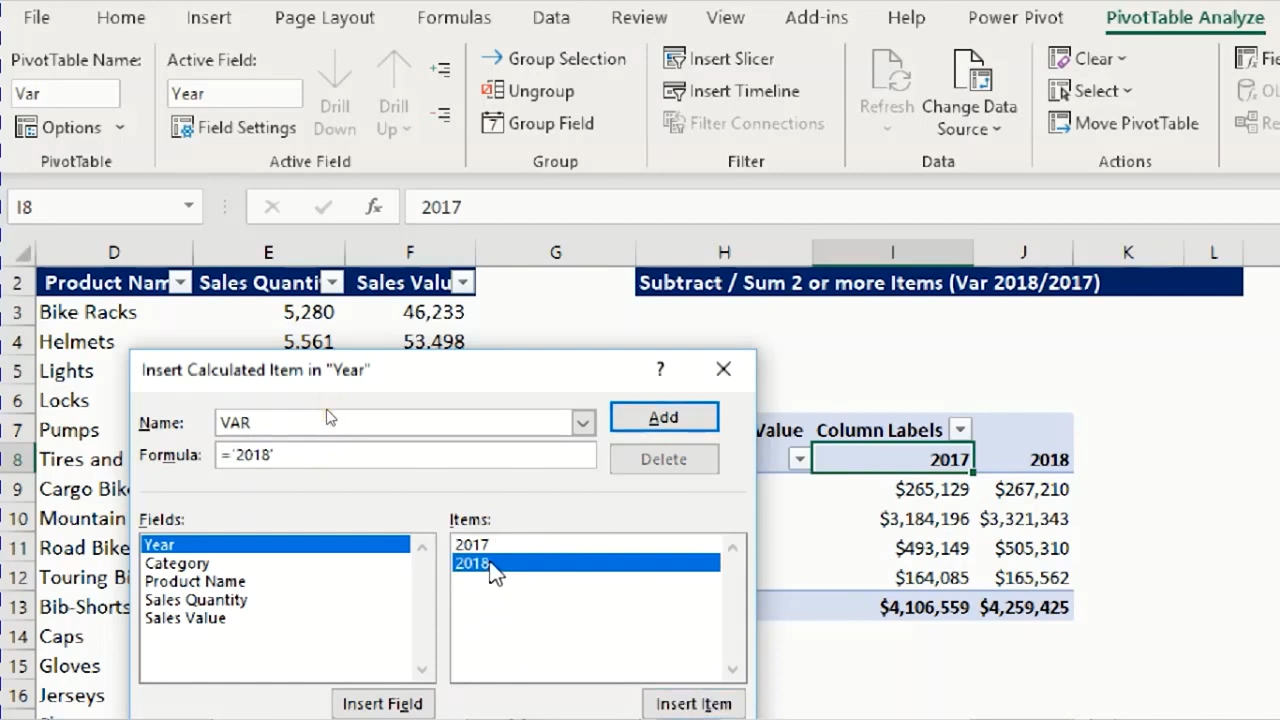 File Home Insert Page Layout Formulas Data Review View Add-ins Help Power Pivot PivotTable Analyze
PivotTable Name:
Var
Options
PivotTable
Active Field:
Year
Field Settings
Drill Down
Drill Up
Active Field
Group Selection
Ungroup
Group Field
Group
Insert Slicer
Insert Timeline
Filter Connections
Filter
Refresh
Change Data Source
Data
Clear
Select
Move PivotTable
Actions
I8 fx 2017
D E F G H I J K L
2 Product Nam Sales Quanti Sales Valu Subtract / Sum 2 or more Items (Var 2018/2017)
3 Bike Racks 5,280 46,233
4 Helmets 5,561 53,498
5 Lights
6 Locks
7 Pumps Value Column Labels
8 Tires and 2017 2018
9 Cargo Bik $265,129 $267,210
10 Mountain $3,184,196 $3,321,343
11 Road Bike $493,149 $505,310
12 Touring Bi $164,085 $165,562
13 Bib-Shorts $4,106,559 $4,259,425
14 Caps
15 Gloves
16 Jerseys
Insert Calculated Item in "Year" ?
Name: VAR Add
Formula: ='2018' Delete
Fields:
Year
Category
Product Name
Sales Quantity
Sales Value
Insert Field
Items:
2017
2018
Insert Item